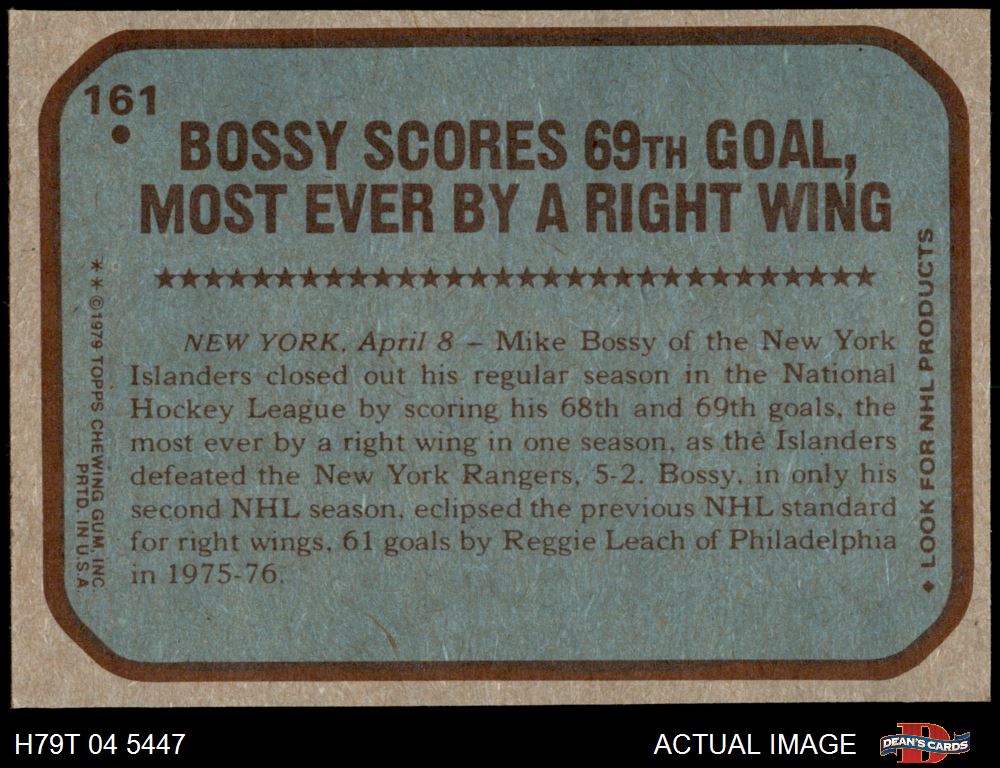 161
BOSSY SCORES 69TH GOAL,
MOST EVER BY A RIGHT WING
★★★★★★★★★★★★★★★★★★★★★★★★★★★★★★
NEW YORK, April 8 – Mike Bossy of the New York
Islanders closed out his regular season in the National
Hockey League by scoring his 68th and 69th goals, the
most ever by a right wing in one season, as the Islanders
defeated the New York Rangers, 5-2. Bossy, in only his
second NHL season, eclipsed the previous NHL standard
for right wings, 61 goals by Reggie Leach of Philadelphia
in 1975-76.
* * ©1979 TOPPS CHEWING GUM, INC
PRTD. IN U.S.A
♦ LOOK FOR NHL PRODUCTS
H79T 04 5447
ACTUAL IMAGE
DEAN'S CARDS